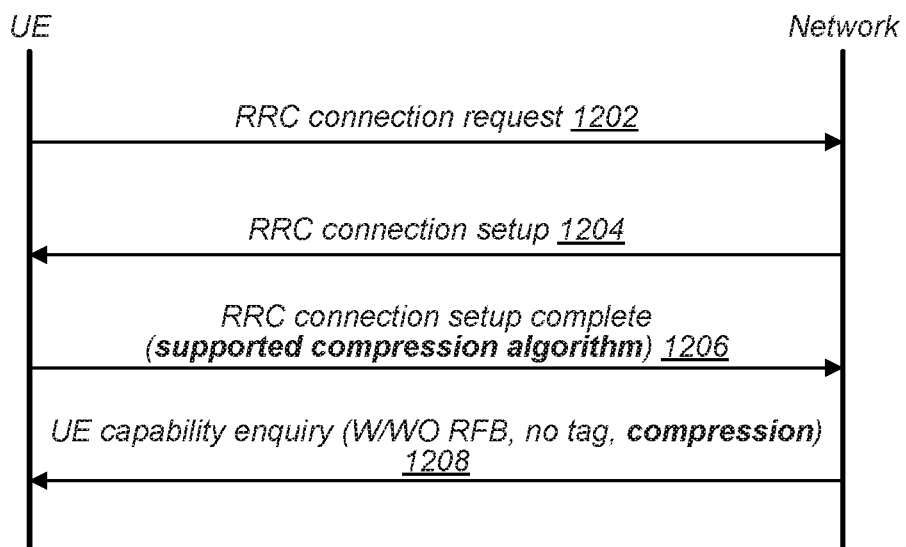 UE
Network
RRC connection request 1202
RRC connection setup 1204
RRC connection setup complete
(supported compression algorithm) 1206
UE capability enquiry (W/WO RFB, no tag, compression)
1208